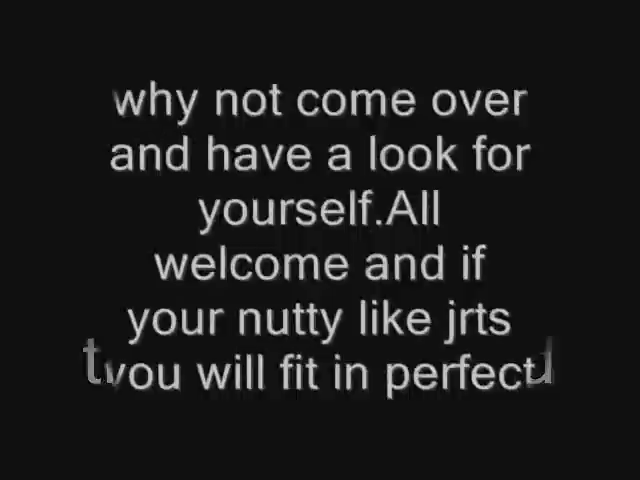 why not come over
and have a look for
yourself.All
welcome and if
your nutty like jrts
you will fit in perfect